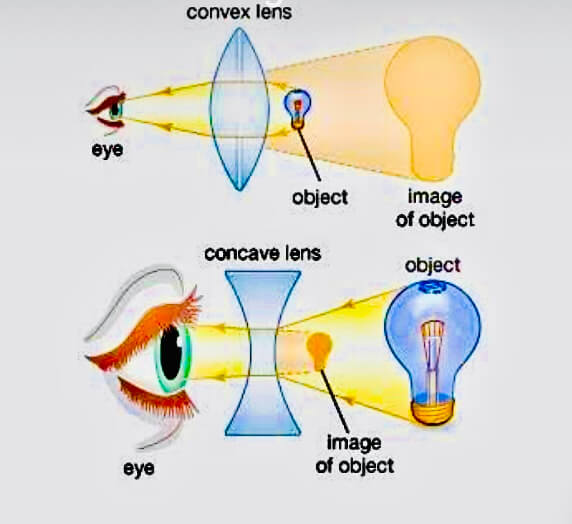 convex lens
eye
object
image
of object
concave lens
object
image
of object
eye